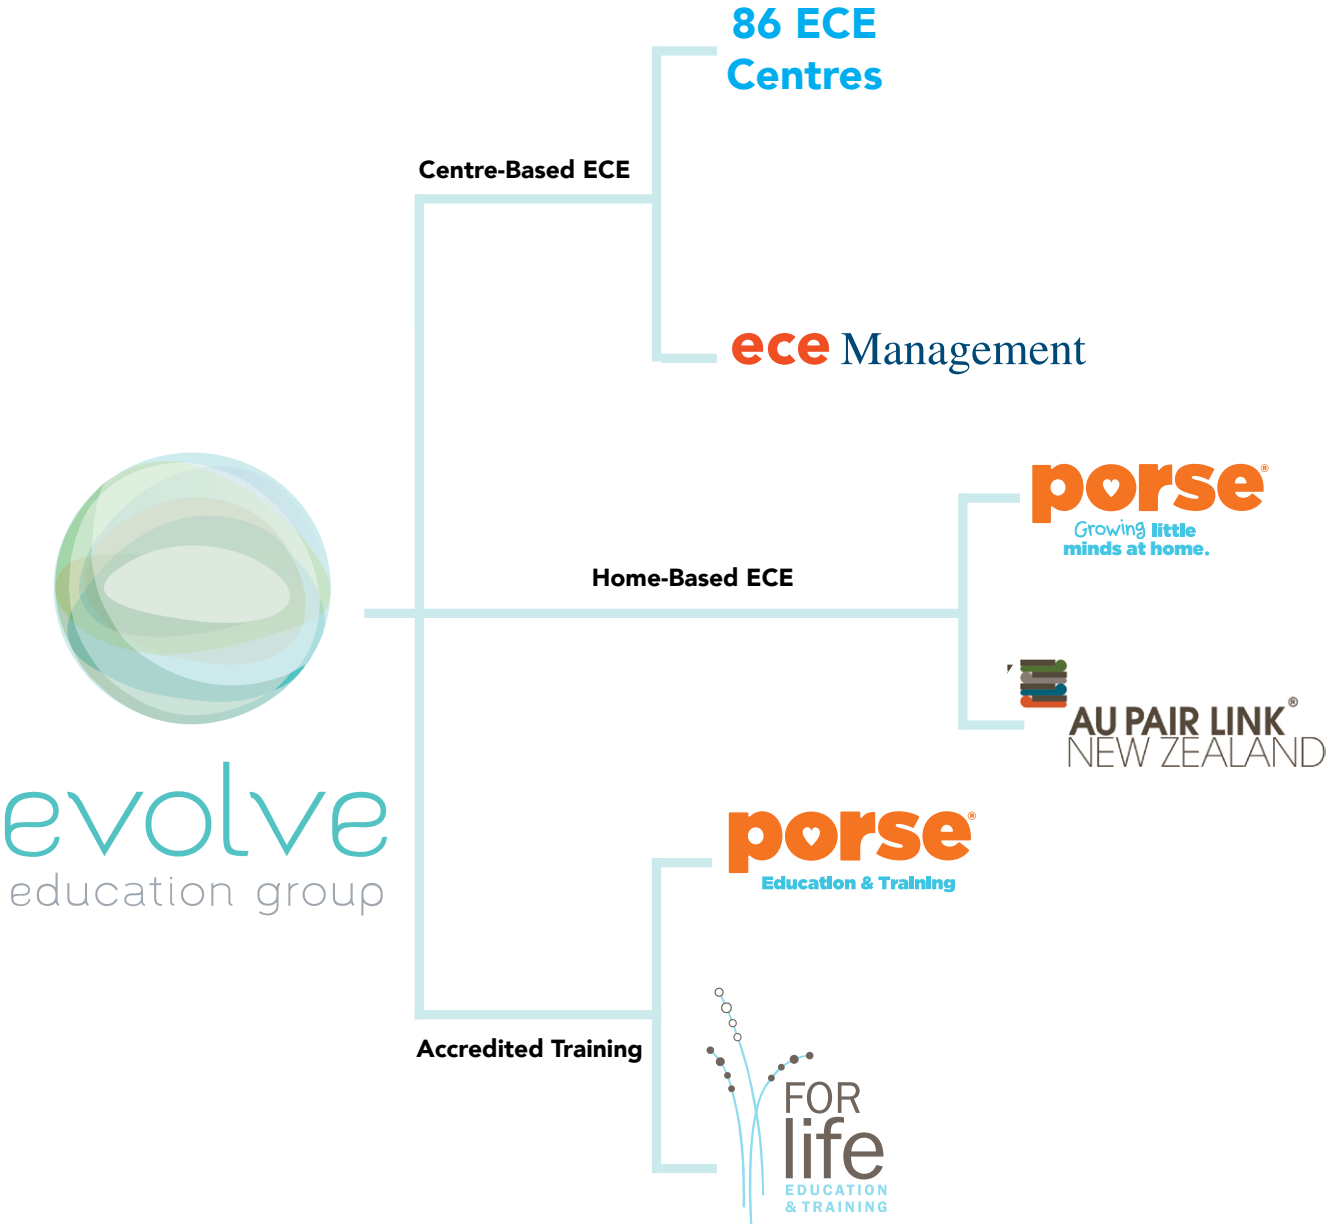 86 ECE
Centres
Centre-Based ECE
ece Management
porse®
Growing little
minds at home.
Home-Based ECE
AU PAIR LINK®
NEW ZEALAND
evolve
education group
porse®
Education & Training
Accredited Training
FOR
life
EDUCATION
& TRAINING